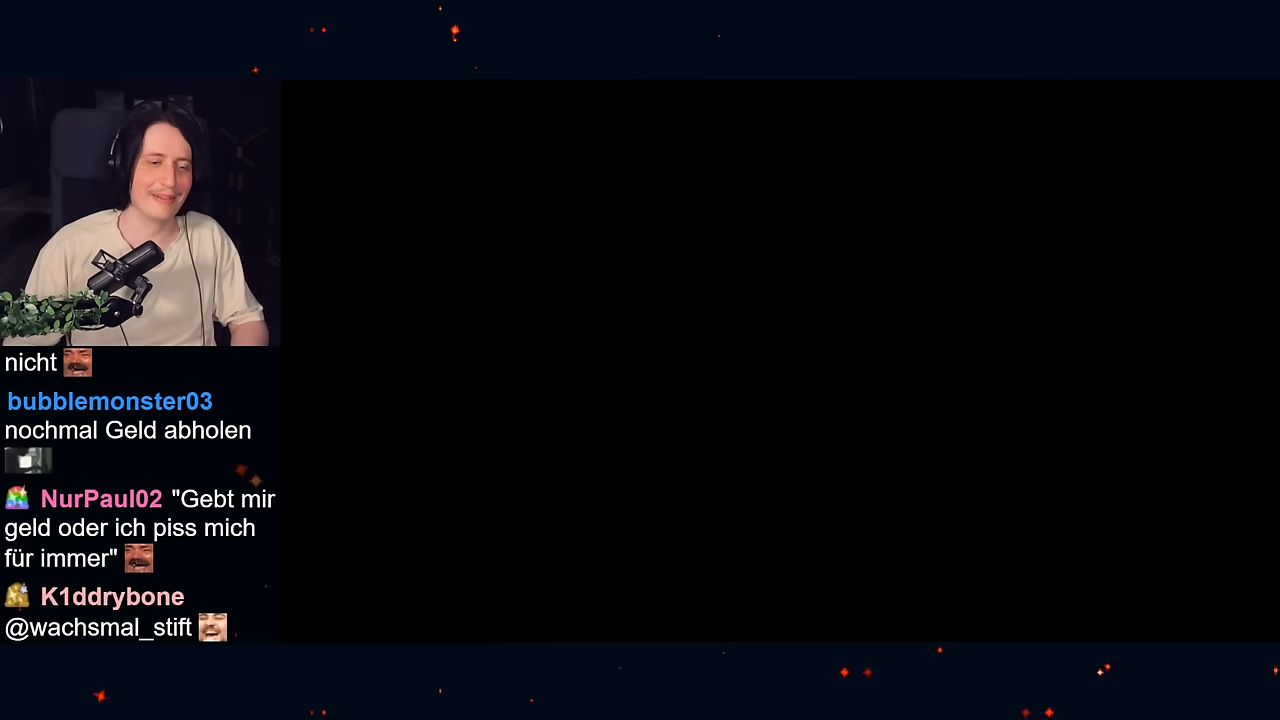 nicht
bubblemonster03
nochmal Geld abholen
NurPaul02 "Gebt mir
geld oder ich piss mich
für immer"
K1ddrybone
@wachsmal_stift